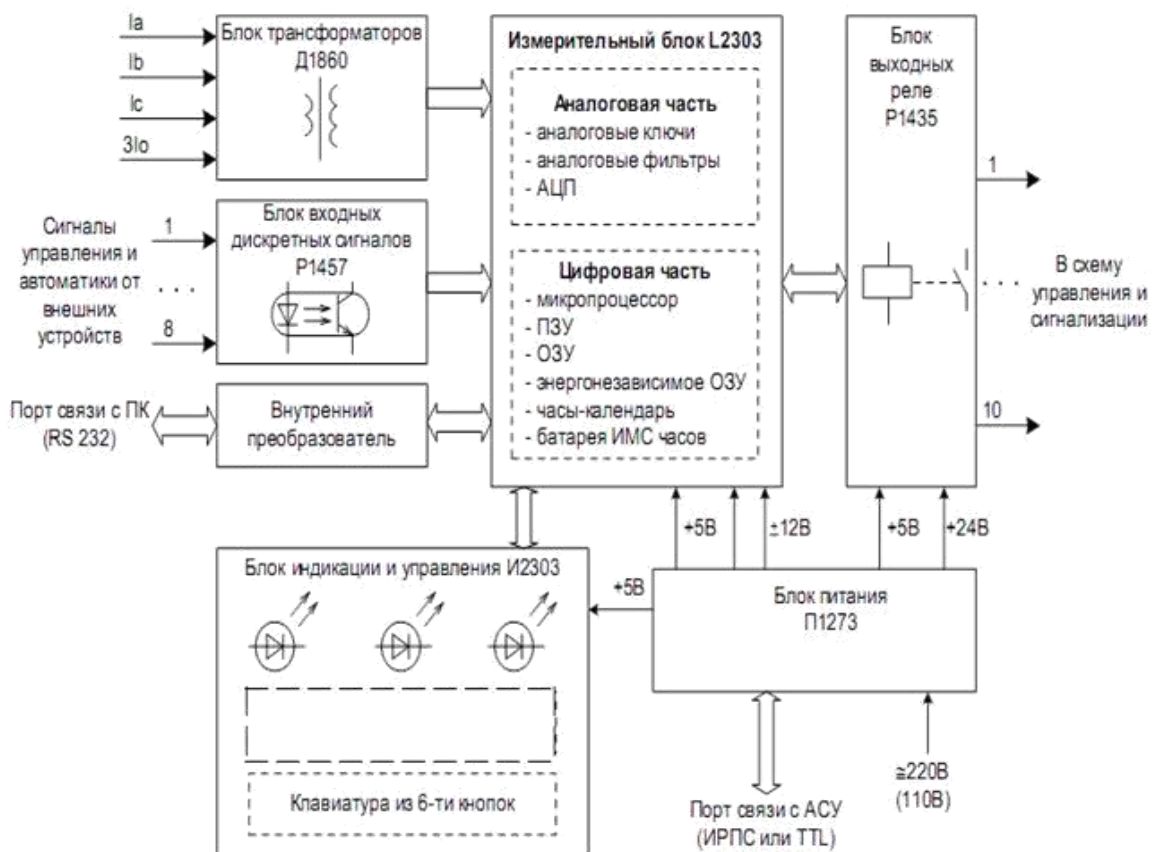 Ia
Ib
Ic
3Io
Блок трансформаторов
Д1860
Измерительный блок L2303
Аналоговая часть
- аналоговые ключи
- аналоговые фильтры
- АЦП
Цифровая часть
- микропроцессор
- ПЗУ
- ОЗУ
- энергонезависимое ОЗУ
- часы-календарь
- батарея ИМС часов
Блок
выходных
реле
Р1435
1
. . .
10
В схему
управления и
сигнализации
Сигналы
управления и
автоматики от
внешних
устройств
1
. . .
8
Блок входных
дискретных сигналов
Р1457
Порт связи с ПК
(RS 232)
Внутренний
преобразователь
+5В
±12В
+5В
+24В
Блок индикации и управления И2303
Клавиатура из 6-ти кнопок
+5В
Блок питания
П1273
Порт связи с АСУ
(ИРПС или TTL)
≅220В
(110В)